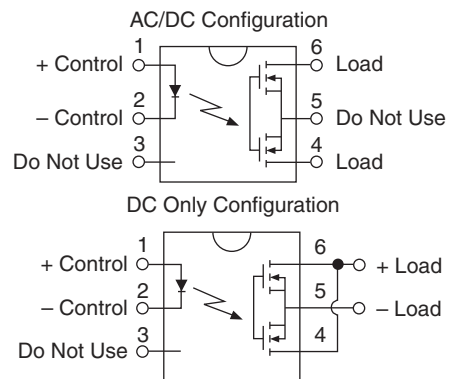 AC/DC Configuration
1
6
+ Control
Load
2
5
– Control
Do Not Use
3
4
Do Not Use
Load
DC Only Configuration
1
6
+ Control
+ Load
2
5
– Control
– Load
3
4
Do Not Use